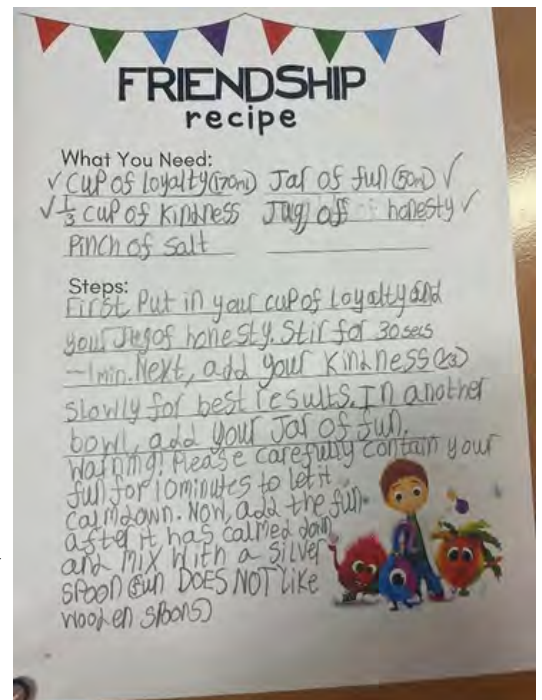 FRIENDSHIP
recipe
What You Need:
✓ Cup of Loyalty(170ml) Jar of fun(50ml) ✓
✓ 1/3 cup of Kindness Jug of honesty ✓
Pinch of salt
Steps:
First Put in your cup of Loyalty and
your Jug of honesty. Stir for 30 secs
-1min. Next, add your Kindness (1/3)
slowly for best results. In another
bowl, add your Jar of fun.
Warning! Please carefully contain your
fun for 10minutes to let it
calm down. Now, add the fun
after it has calmed down
and mix with a silver
spoon (fun DOES NOT like
wooden spoons)